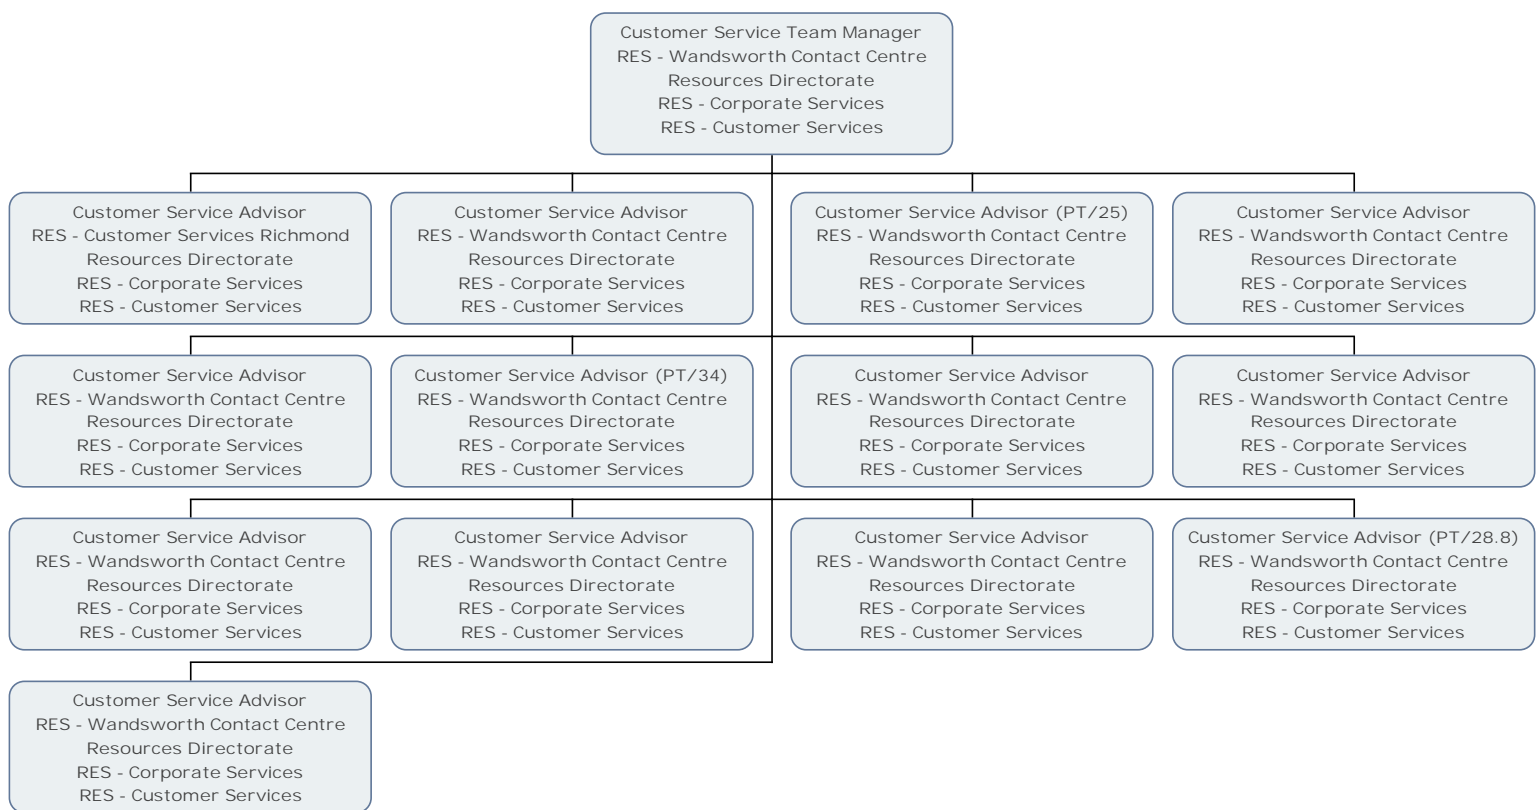 Customer Service Team Manager
RES - Wandsworth Contact Centre
Resources Directorate
RES - Corporate Services
RES - Customer Services
Customer Service Advisor
RES - Customer Services Richmond
Resources Directorate
RES - Corporate Services
RES - Customer Services
Customer Service Advisor
RES - Wandsworth Contact Centre
Resources Directorate
RES - Corporate Services
RES - Customer Services
Customer Service Advisor (PT/25)
RES - Wandsworth Contact Centre
Resources Directorate
RES - Corporate Services
RES - Customer Services
Customer Service Advisor
RES - Wandsworth Contact Centre
Resources Directorate
RES - Corporate Services
RES - Customer Services
Customer Service Advisor
RES - Wandsworth Contact Centre
Resources Directorate
RES - Corporate Services
RES - Customer Services
Customer Service Advisor (PT/34)
RES - Wandsworth Contact Centre
Resources Directorate
RES - Corporate Services
RES - Customer Services
Customer Service Advisor
RES - Wandsworth Contact Centre
Resources Directorate
RES - Corporate Services
RES - Customer Services
Customer Service Advisor
RES - Wandsworth Contact Centre
Resources Directorate
RES - Corporate Services
RES - Customer Services
Customer Service Advisor
RES - Wandsworth Contact Centre
Resources Directorate
RES - Corporate Services
RES - Customer Services
Customer Service Advisor
RES - Wandsworth Contact Centre
Resources Directorate
RES - Corporate Services
RES - Customer Services
Customer Service Advisor
RES - Wandsworth Contact Centre
Resources Directorate
RES - Corporate Services
RES - Customer Services
Customer Service Advisor (PT/28.8)
RES - Wandsworth Contact Centre
Resources Directorate
RES - Corporate Services
RES - Customer Services
Customer Service Advisor
RES - Wandsworth Contact Centre
Resources Directorate
RES - Corporate Services
RES - Customer Services